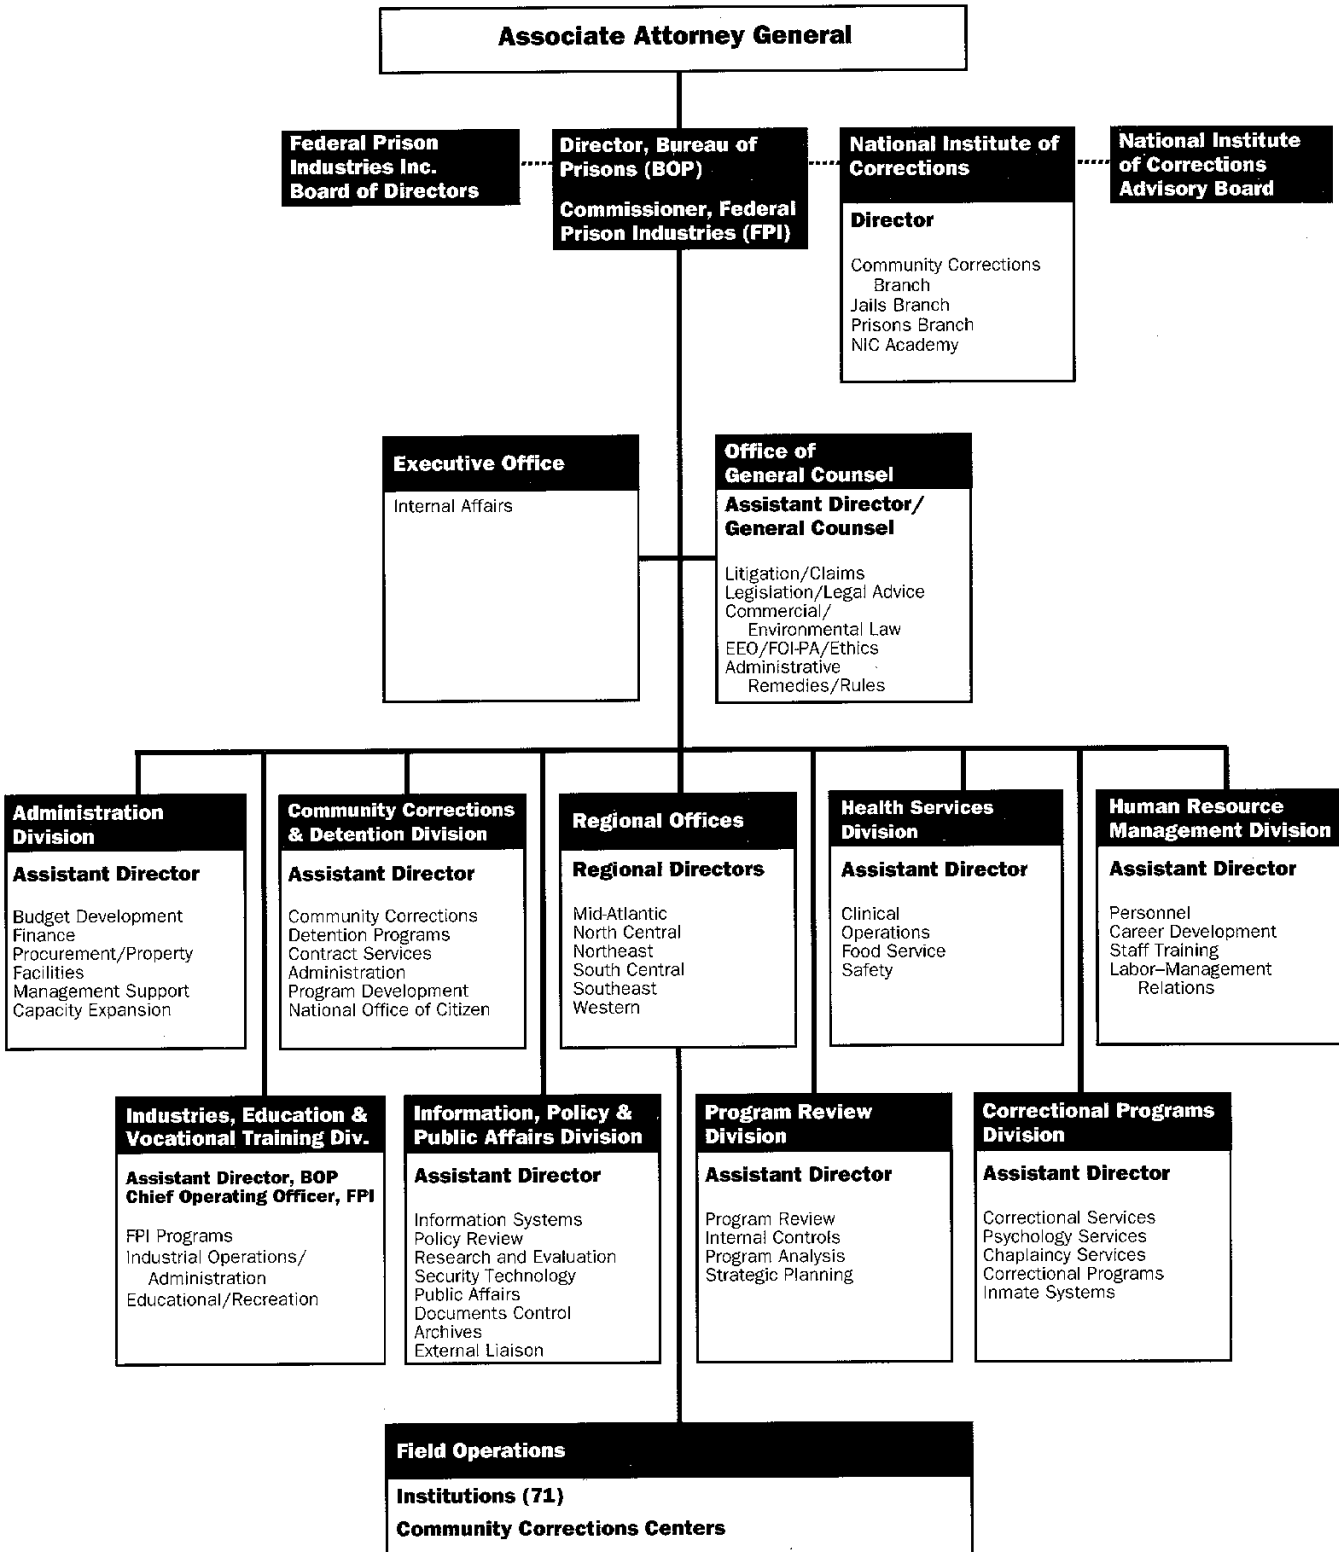 Associate Attorney General
Federal Prison
Industries Inc.
Board of Directors
Director, Bureau of
Prisons (BOP)
Commissioner, Federal
Prison Industries (FPI)
National Institute of
Corrections
Director
Community Corrections
Branch
Jails Branch
Prisons Branch
NIC Academy
National Institute
of Corrections
Advisory Board
Executive Office
Internal Affairs
Office of
General Counsel
Assistant Director/
General Counsel
Litigation/Claims
Legislation/Legal Advice
Commercial/
Environmental Law
EEO/FOI-PA/Ethics
Administrative
Remedies/Rules
Administration
Division
Assistant Director
Budget Development
Finance
Procurement/Property
Facilities
Management Support
Capacity Expansion
Community Corrections
& Detention Division
Assistant Director
Community Corrections
Detention Programs
Contract Services
Administration
Program Development
National Office of Citizen
Regional Offices
Regional Directors
Mid-Atlantic
North Central
Northeast
South Central
Southeast
Western
Health Services
Division
Assistant Director
Clinical
Operations
Food Service
Safety
Human Resource
Management Division
Assistant Director
Personnel
Career Development
Staff Training
Labor–Management
Relations
Industries, Education &
Vocational Training Div.
Assistant Director, BOP
Chief Operating Officer, FPI
FPI Programs
Industrial Operations/
Administration
Educational/Recreation
Information, Policy &
Public Affairs Division
Assistant Director
Information Systems
Policy Review
Research and Evaluation
Security Technology
Public Affairs
Documents Control
Archives
External Liaison
Program Review
Division
Assistant Director
Program Review
Internal Controls
Program Analysis
Strategic Planning
Correctional Programs
Division
Assistant Director
Correctional Services
Psychology Services
Chaplaincy Services
Correctional Programs
Inmate Systems
Field Operations
Institutions (71)
Community Corrections Centers